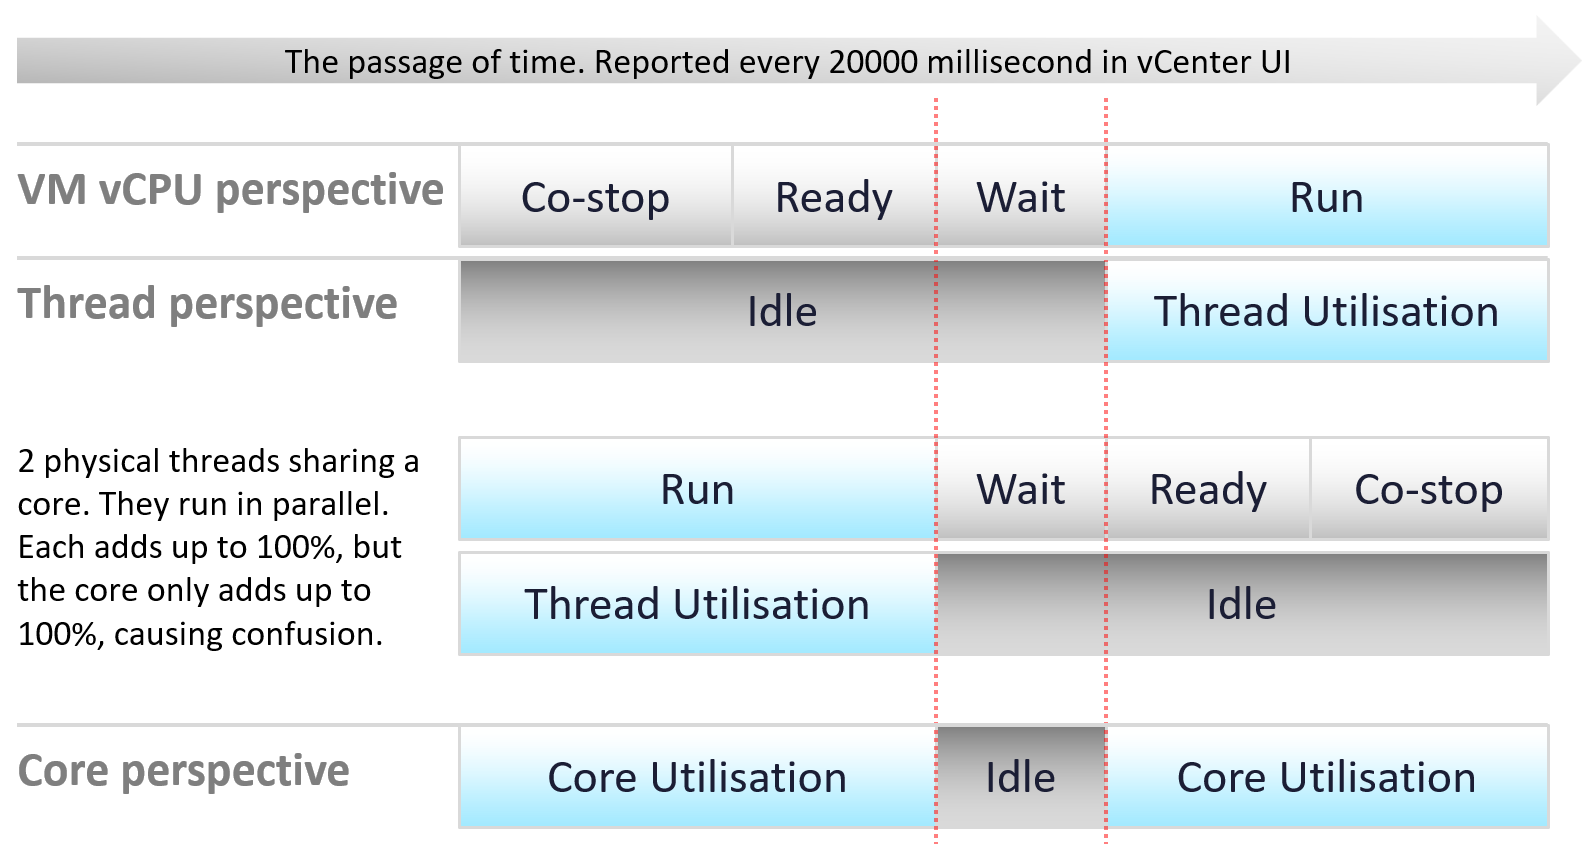 The passage of time. Reported every 20000 millisecond in vCenter UI
VM vCPU perspective
Co-stop
Ready
Wait
Run
Thread perspective
Idle
Thread Utilisation
2 physical threads sharing a
core. They run in parallel.
Each adds up to 100%, but
the core only adds up to
100%, causing confusion.
Run
Wait
Ready
Co-stop
Thread Utilisation
Idle
Core perspective
Core Utilisation
Idle
Core Utilisation